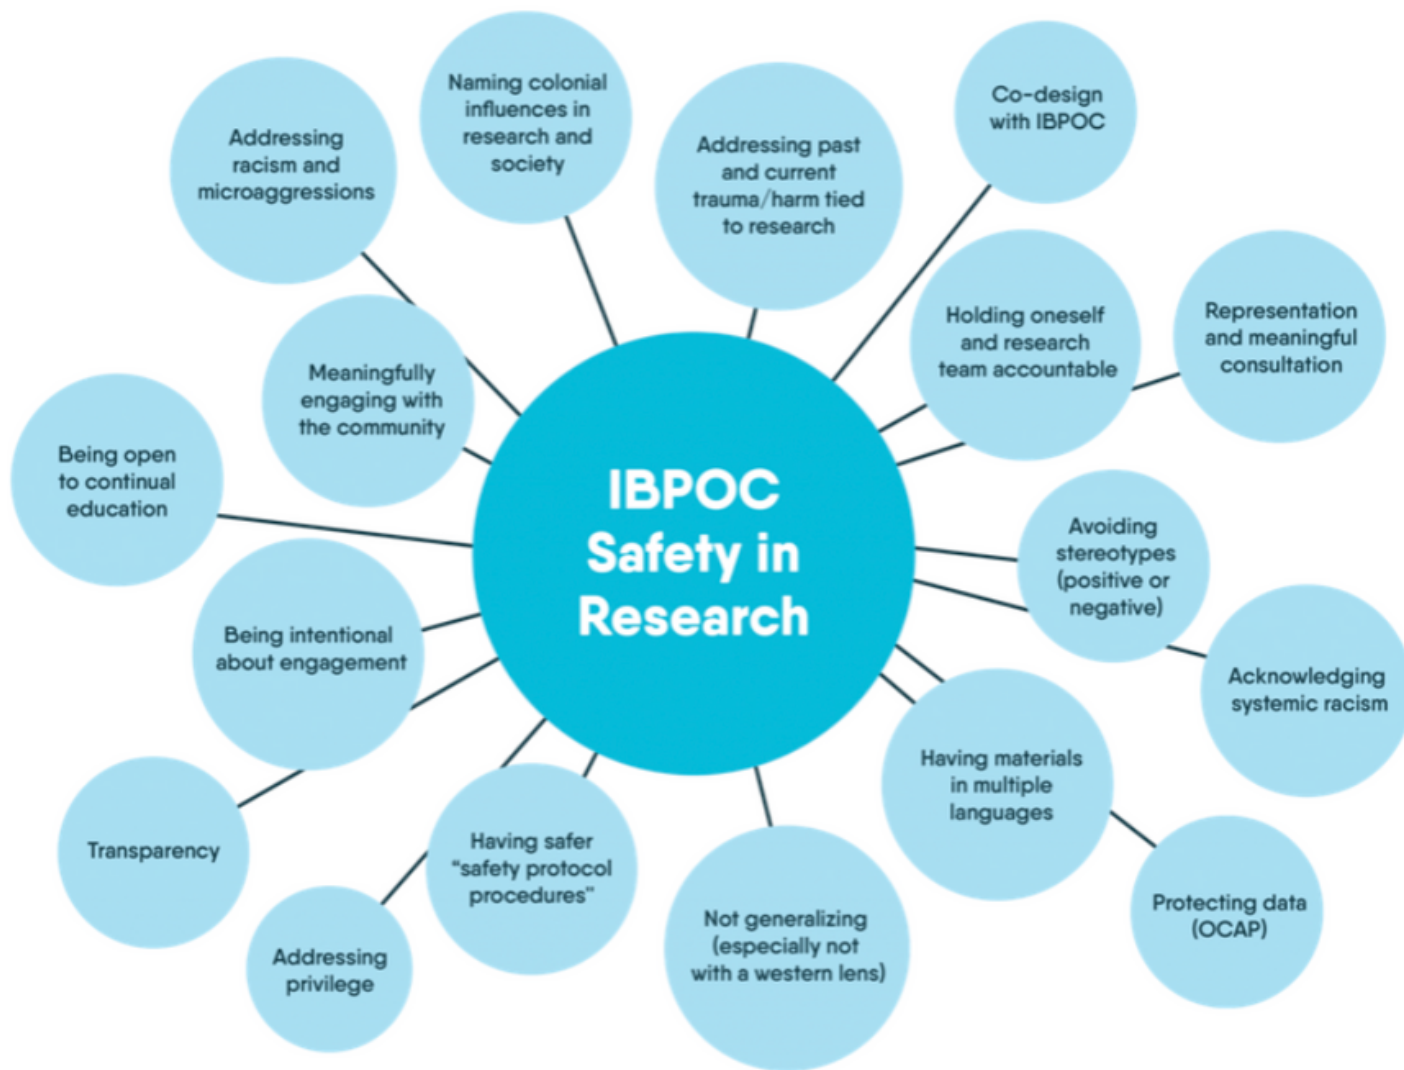 Naming colonial
influences in
research and
society
Co-design
with IBPOC
Addressing
racism and
microaggressions
Addressing past
and current
trauma/harm tied
to research
Holding oneself
and research
team accountable
Representation
and meaningful
consultation
Meaningfully
engaging with
the community
Being open
to continual
education
IBPOC
Safety in
Research
Avoiding
stereotypes
(positive or
negative)
Being intentional
about engagement
Acknowledging
systemic racism
Having materials
in multiple
languages
Transparency
Having safer
“safety protocol
procedures”
Not generalizing
(especially not
with a western lens)
Protecting data
(OCAP)
Addressing
privilege